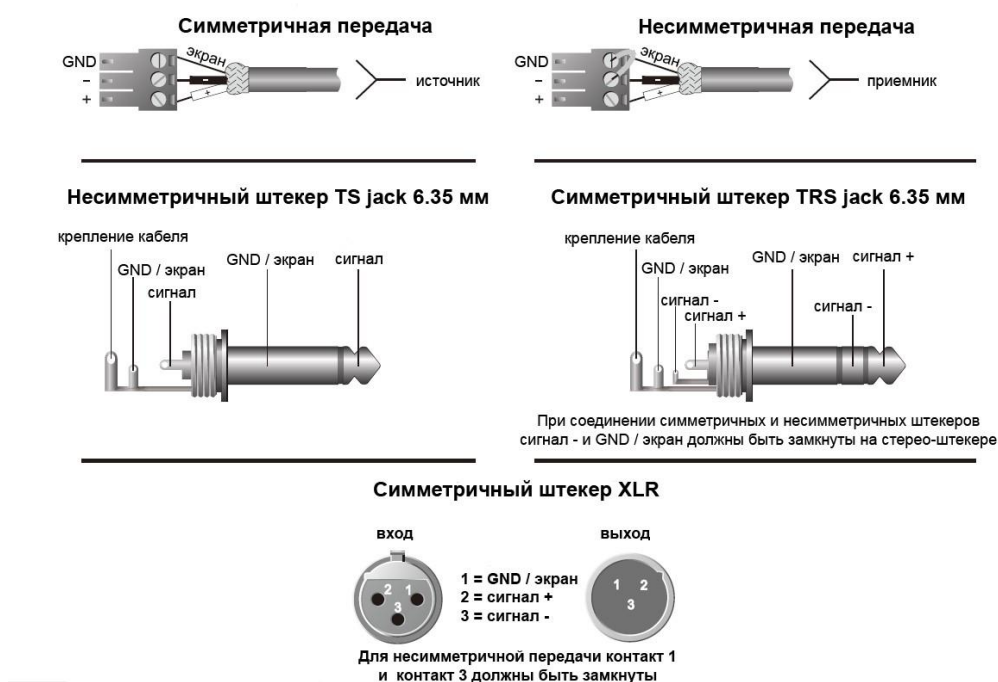 Симметричная передача
GND
экран
–
+
–
+
источник
Несимметричная передача
GND
экран
–
+
–
+
приемник
Несимметричный штекер TS jack 6.35 мм
крепление кабеля
GND / экран
сигнал
GND / экран
сигнал
Симметричный штекер TRS jack 6.35 мм
крепление кабеля
GND / экран
сигнал -
сигнал +
GND / экран
сигнал +
сигнал -
При соединении симметричных и несимметричных штекеров
сигнал - и GND / экран должны быть замкнуты на стерео-штекере
Симметричный штекер XLR
вход
2 1
3
1 = GND / экран
2 = сигнал +
3 = сигнал -
выход
1 2
3
Для несимметричной передачи контакт 1
и контакт 3 должны быть замкнуты